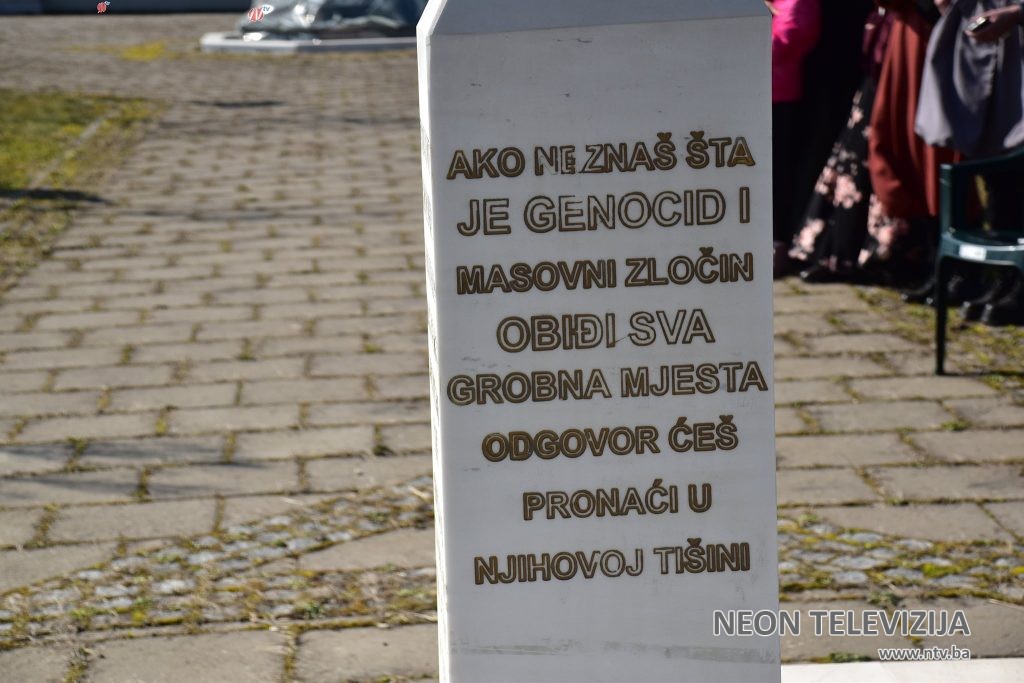 AKO NE ZNAŠ ŠTA
JE GENOCID I
MASOVNI ZLOČIN
OBIĐI SVA
GROBNA MJESTA
ODGOVOR ĆEŠ
PRONAĆI U
NJIHOVOJ TIŠINI
NEON TELEVIZIJA
www.ntv.ba